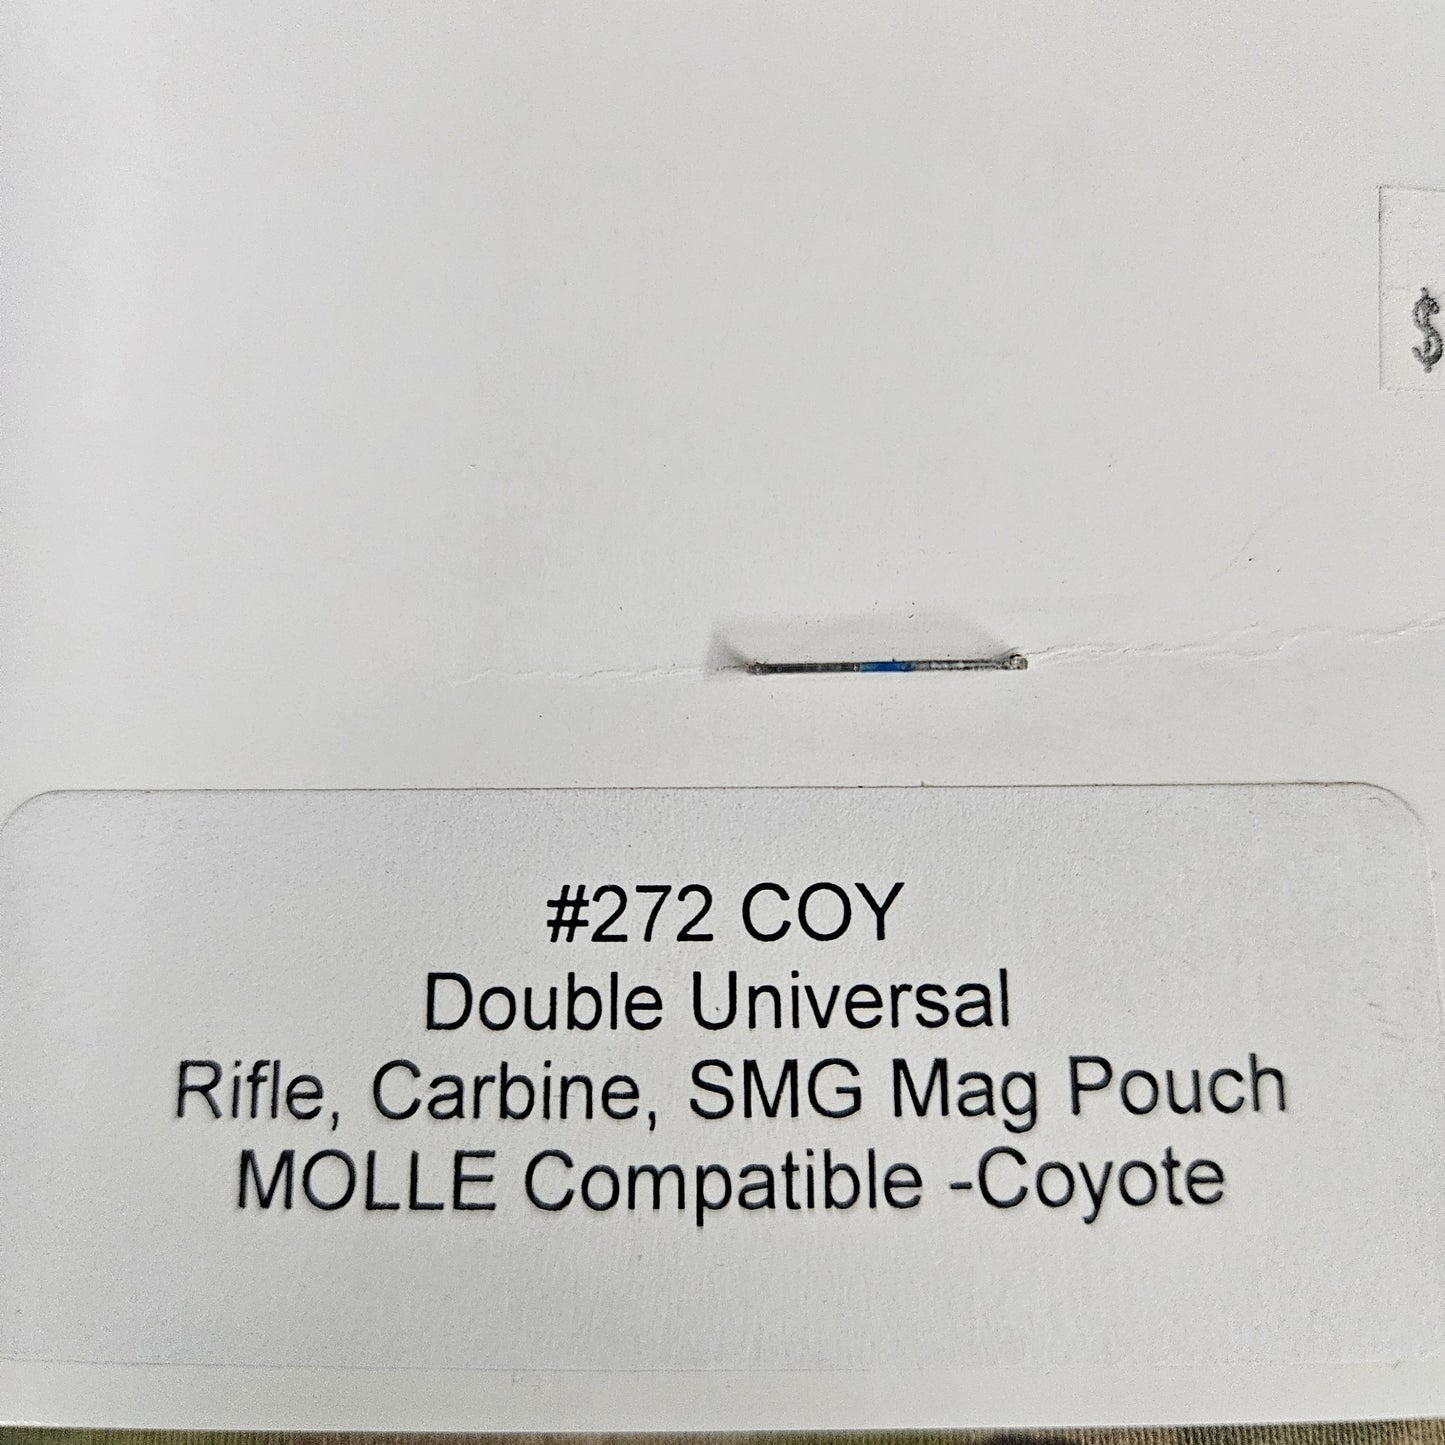 $
#272 COY
Double Universal
Rifle, Carbine, SMG Mag Pouch
MOLLE Compatible -Coyote